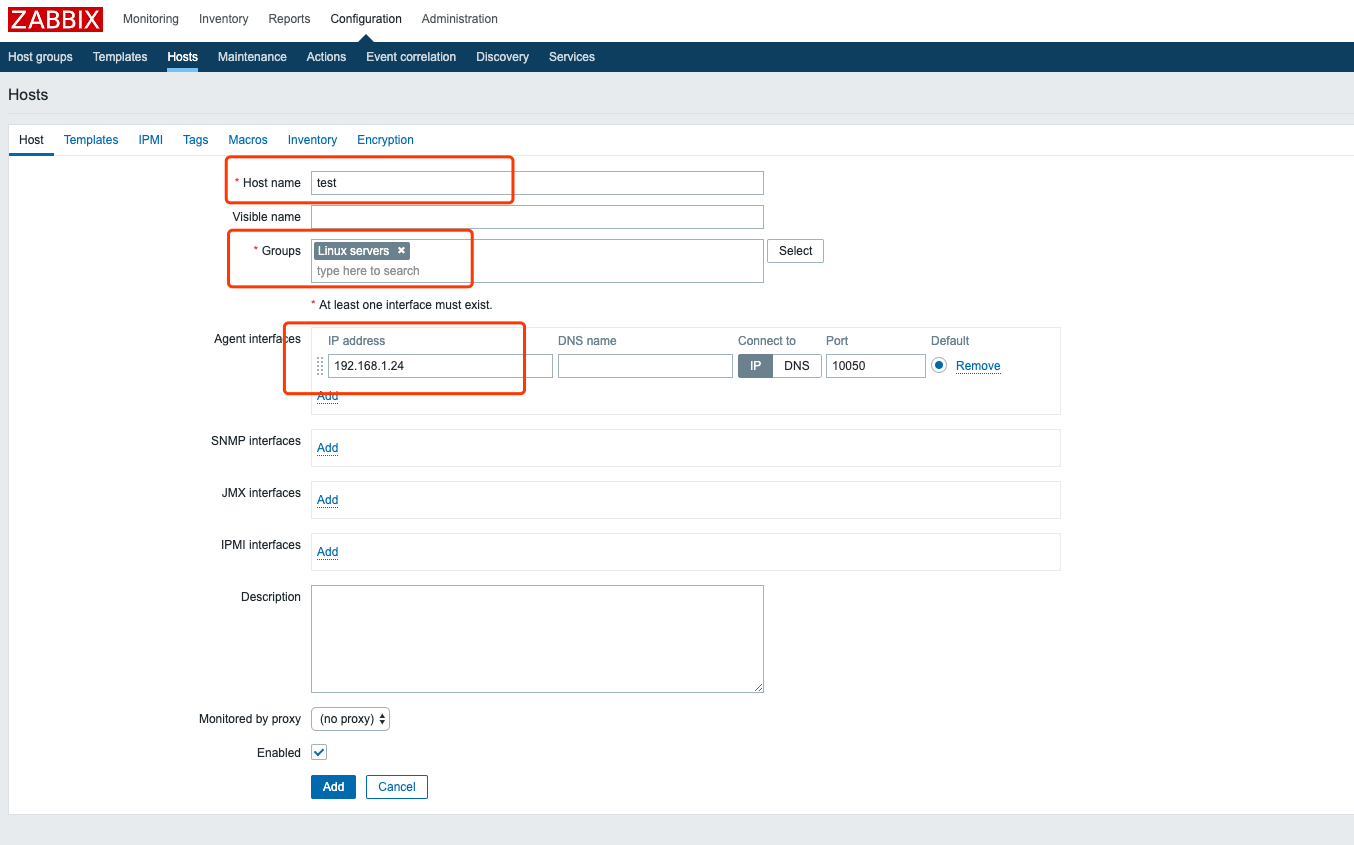 ZABBIX Monitoring Inventory Reports Configuration Administration
Host groups Templates Hosts Maintenance Actions Event correlation Discovery Services
Hosts
Host Templates IPMI Tags Macros Inventory Encryption
* Host name test
Visible name
* Groups Linux servers ✖ Select
type here to search
* At least one interface must exist.
Agent interfaces IP address DNS name Connect to Port Default
192.168.1.24 IP DNS 10050 Remove
Add
SNMP interfaces Add
JMX interfaces Add
IPMI interfaces Add
Description
Monitored by proxy (no proxy)
Enabled
Add Cancel